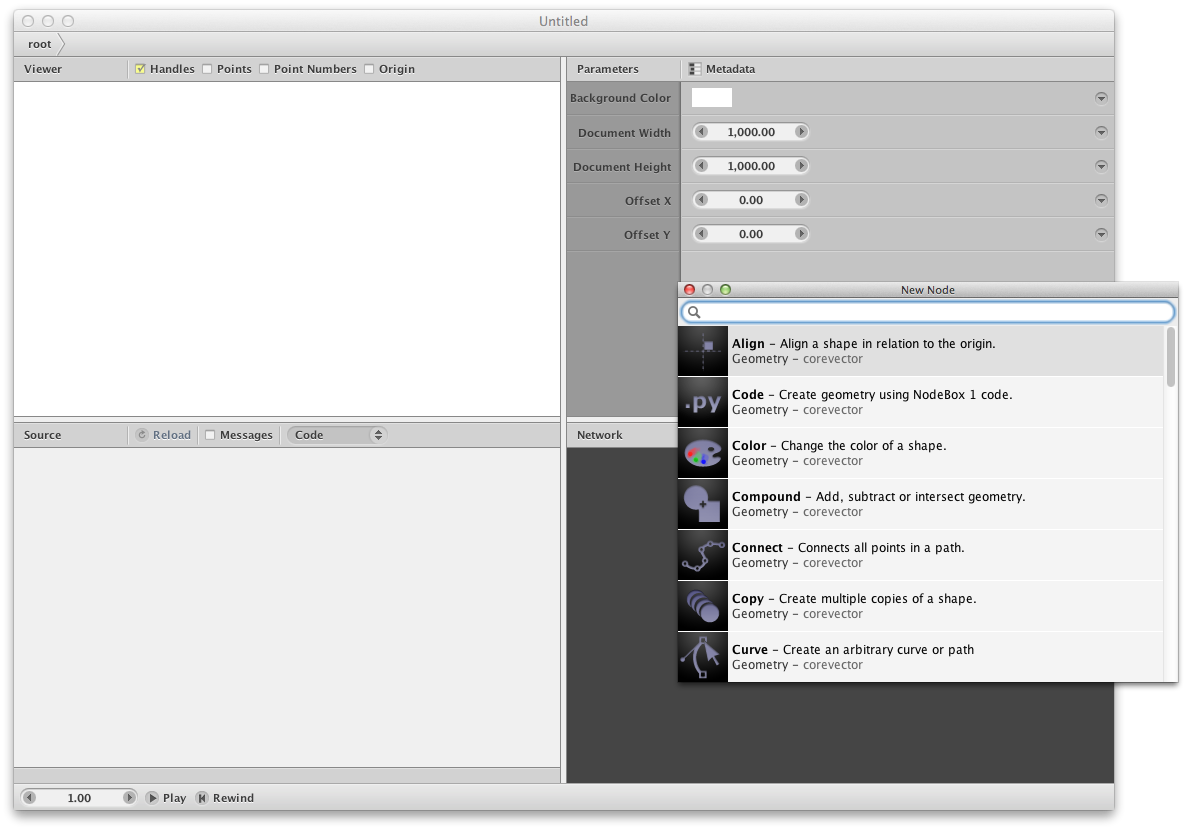 Untitled
root
Viewer Handles Points Point Numbers Origin
Parameters Metadata
Background Color
Document Width 1,000.00
Document Height 1,000.00
Offset X 0.00
Offset Y 0.00
New Node
Align – Align a shape in relation to the origin.
Geometry – corevector
.py
Code – Create geometry using NodeBox 1 code.
Geometry – corevector
Color – Change the color of a shape.
Geometry – corevector
Compound – Add, subtract or intersect geometry.
Geometry – corevector
Connect – Connects all points in a path.
Geometry – corevector
Copy – Create multiple copies of a shape.
Geometry – corevector
Curve – Create an arbitrary curve or path
Geometry – corevector
Source Reload Messages Code
Network
1.00 Play Rewind